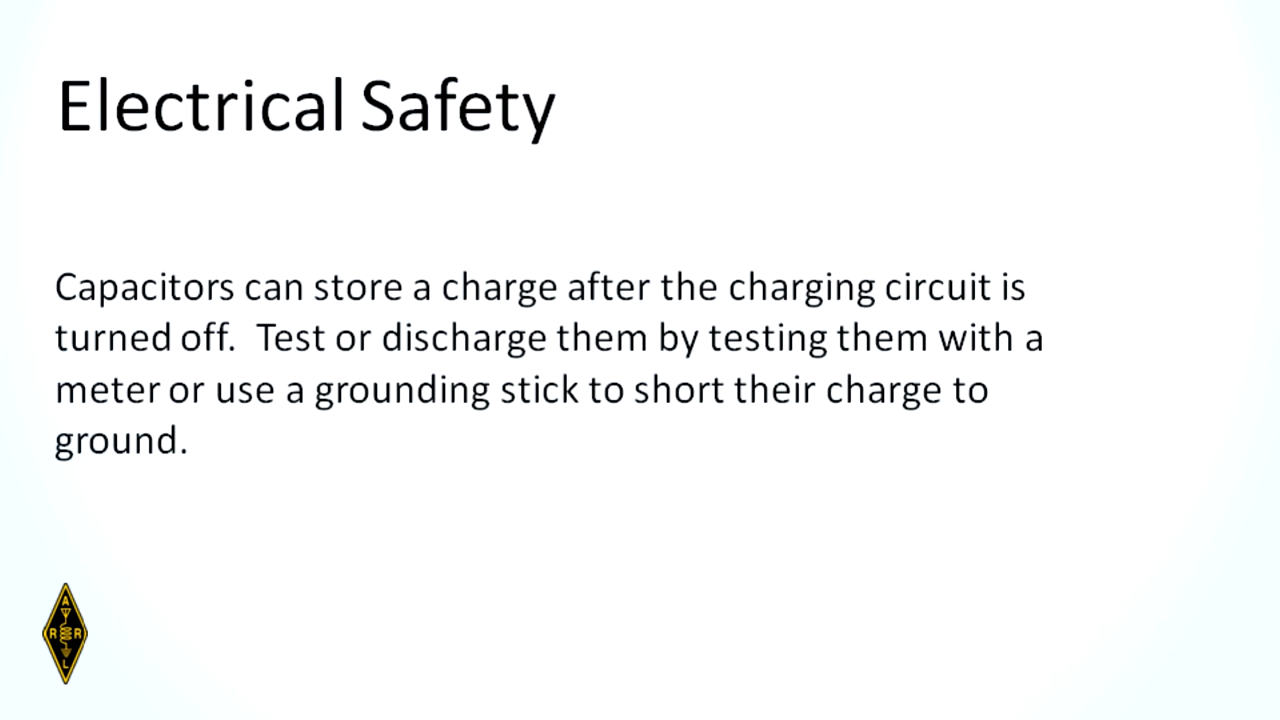 Electrical Safety
Capacitors can store a charge after the charging circuit is
turned off.  Test or discharge them by testing them with a
meter or use a grounding stick to short their charge to
ground.
A
R R
L